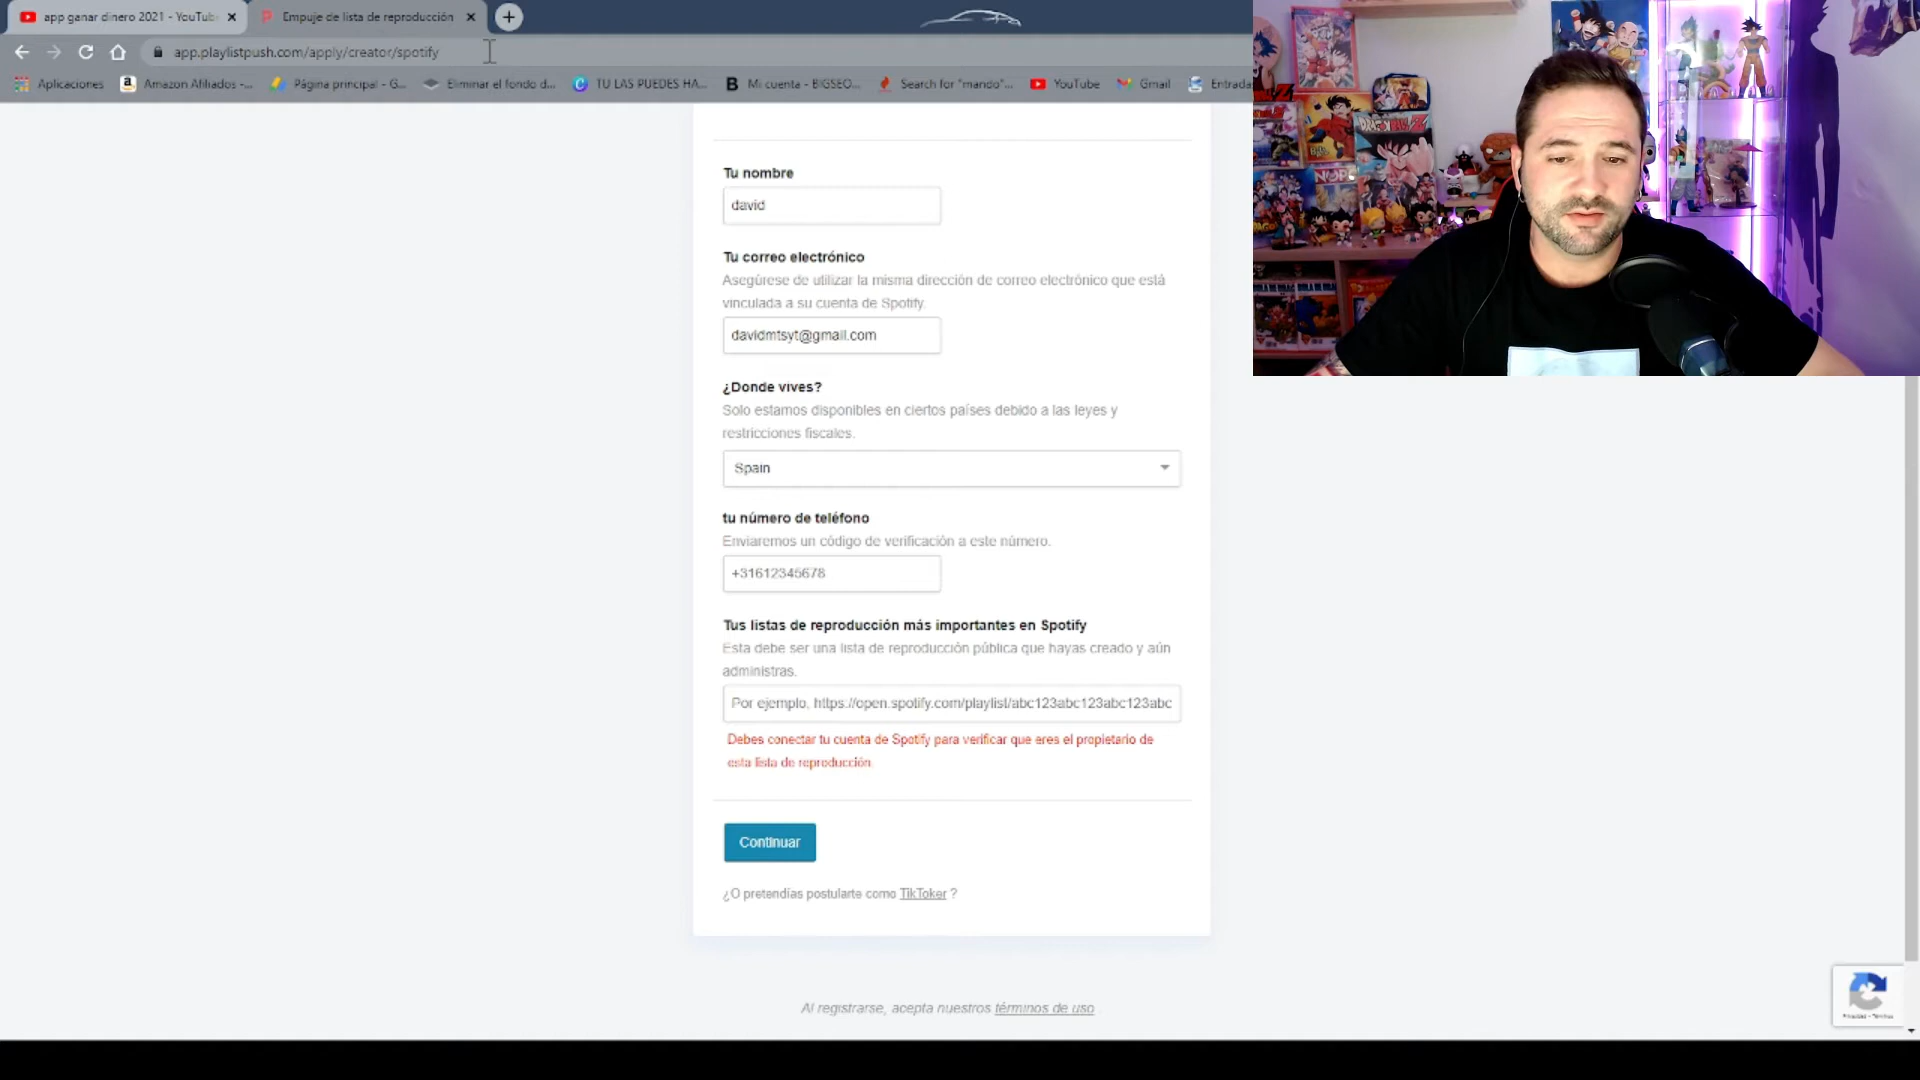 app ganar dinero 2021 - YouTub
Empuje de lista de reproducción
app.playlistpush.com/apply/creator/spotify
Aplicaciones
Amazon Afiliados -...
Página principal - G...
Eliminar el fondo d...
TU LAS PUEDES HA...
Mi cuenta - BIGSEO...
Search for "mando"...
YouTube
Gmail
Entrada
Tu nombre
david
Tu correo electrónico
Asegúrese de utilizar la misma dirección de correo electrónico que está
vinculada a su cuenta de Spotify.
davidmtsyt@gmail.com
¿Donde vives?
Solo estamos disponibles en ciertos países debido a las leyes y
restricciones fiscales.
Spain
tu número de teléfono
Enviaremos un código de verificación a este número.
+31612345678
Tus listas de reproducción más importantes en Spotify
Esta debe ser una lista de reproducción pública que hayas creado y aún
administras.
Por ejemplo, https://open.spotify.com/playlist/abc123abc123abc123abc
Debes conectar tu cuenta de Spotify para verificar que eres el propietario de
esta lista de reproducción.
Continuar
¿O pretendías postularte como TikToker ?
Al registrarse, acepta nuestros términos de uso
Privacidad - Términos